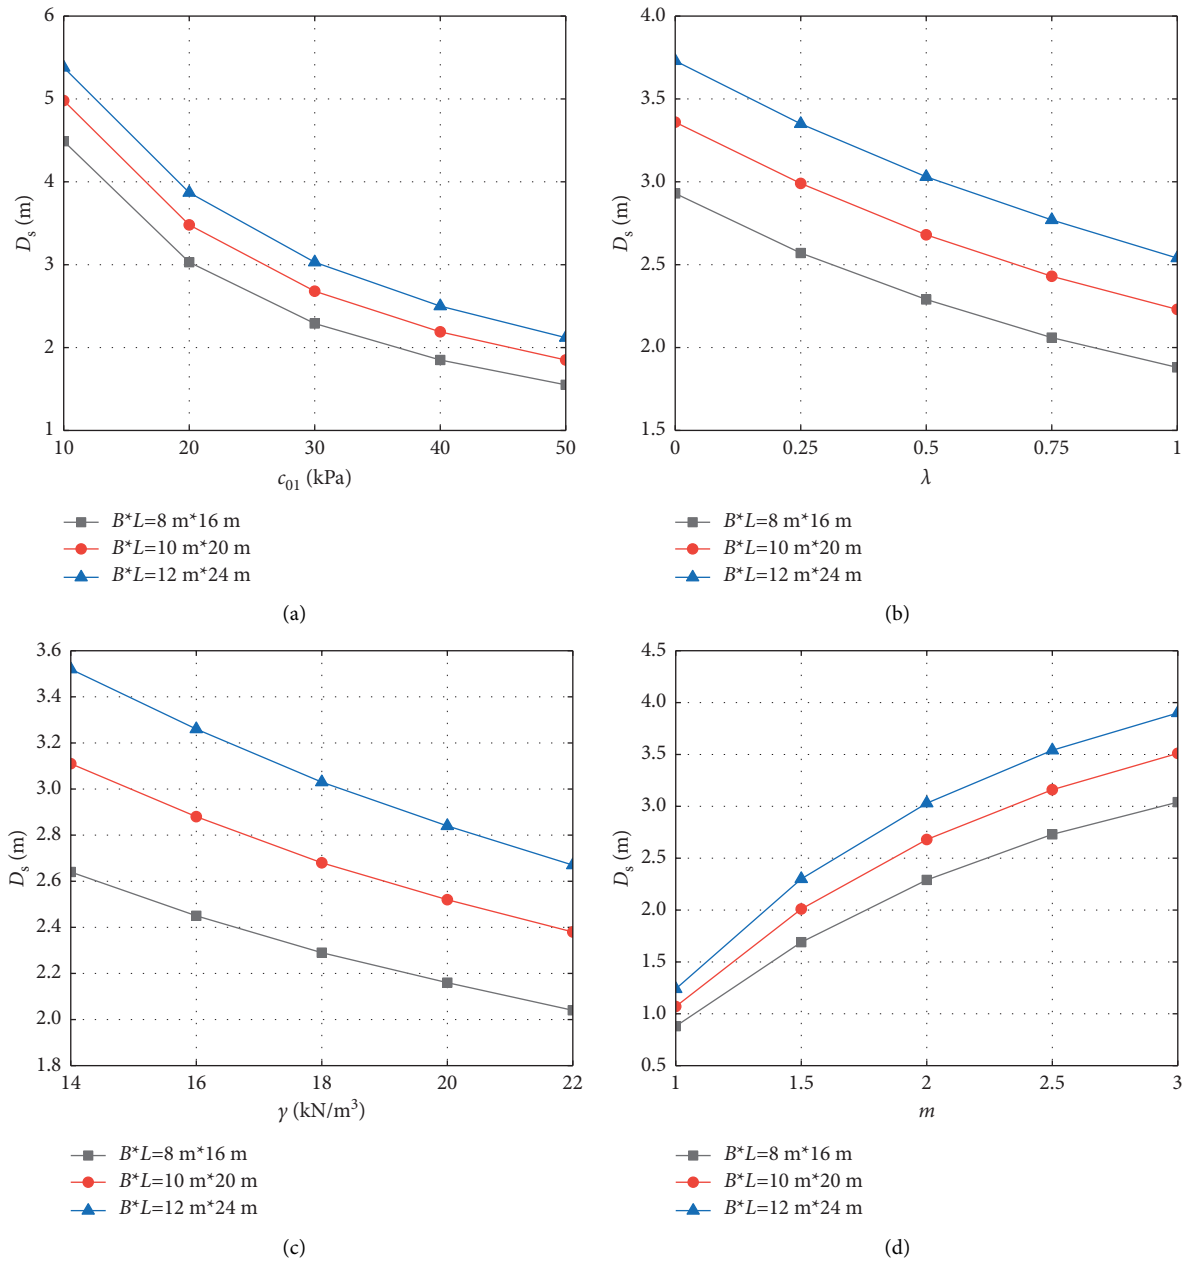 6
5
4
3
2
1
D_s (m)
10 20 30 40 50
c_01 (kPa)
B*L=8 m*16 m
B*L=10 m*20 m
B*L=12 m*24 m
(a)
4.0
3.5
3.0
2.5
2.0
1.5
D_s (m)
0 0.25 0.5 0.75 1
λ
B*L=8 m*16 m
B*L=10 m*20 m
B*L=12 m*24 m
(b)
3.6
3.4
3.2
3.0
2.8
2.6
2.4
2.2
2.0
1.8
D_s (m)
14 16 18 20 22
γ (kN/m³)
B*L=8 m*16 m
B*L=10 m*20 m
B*L=12 m*24 m
(c)
4.5
4.0
3.5
3.0
2.5
2.0
1.5
1.0
0.5
D_s (m)
1 1.5 2 2.5 3
m
B*L=8 m*16 m
B*L=10 m*20 m
B*L=12 m*24 m
(d)